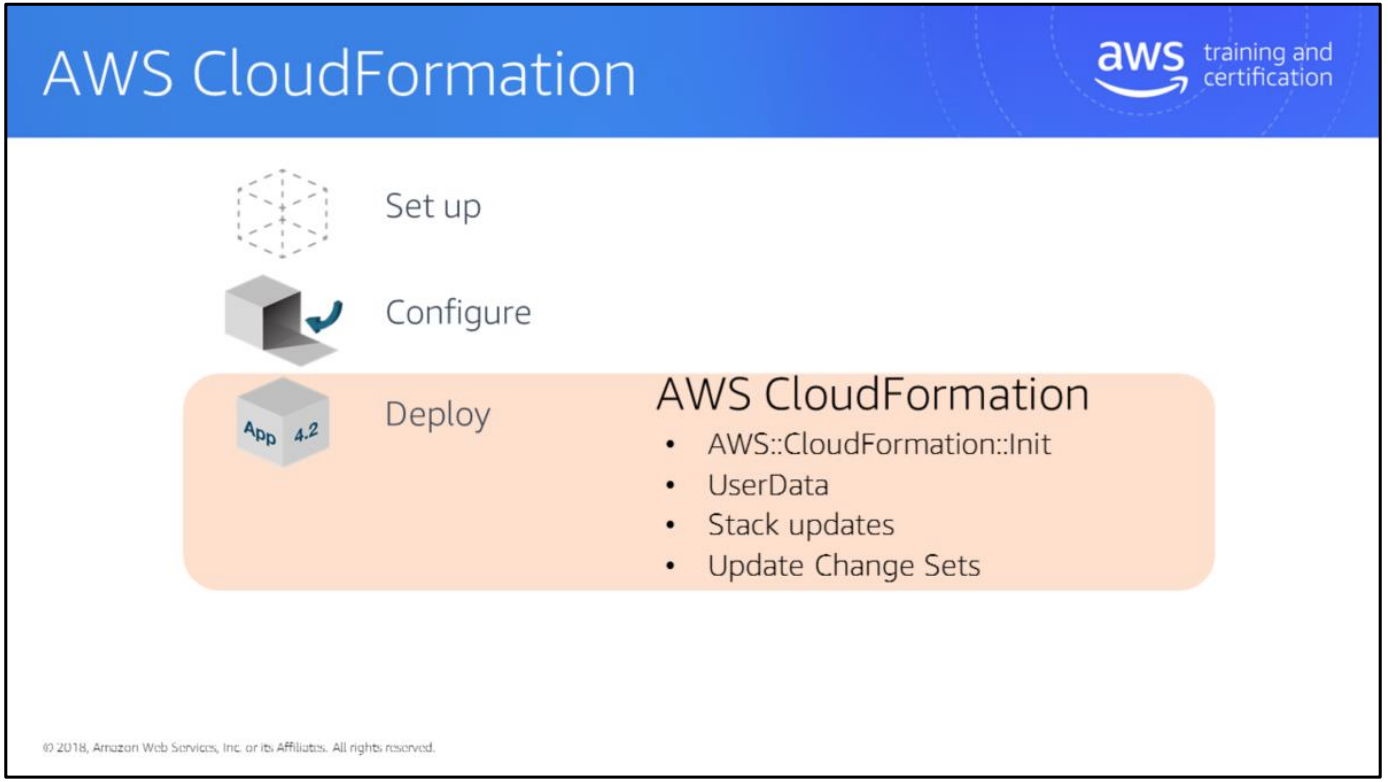 AWS CloudFormation
aws training and
certification
Set up
Configure
App 4.2
Deploy
AWS CloudFormation
• AWS::CloudFormation::Init
• UserData
• Stack updates
• Update Change Sets
© 2018, Amazon Web Services, Inc. or its Affiliates. All rights reserved.